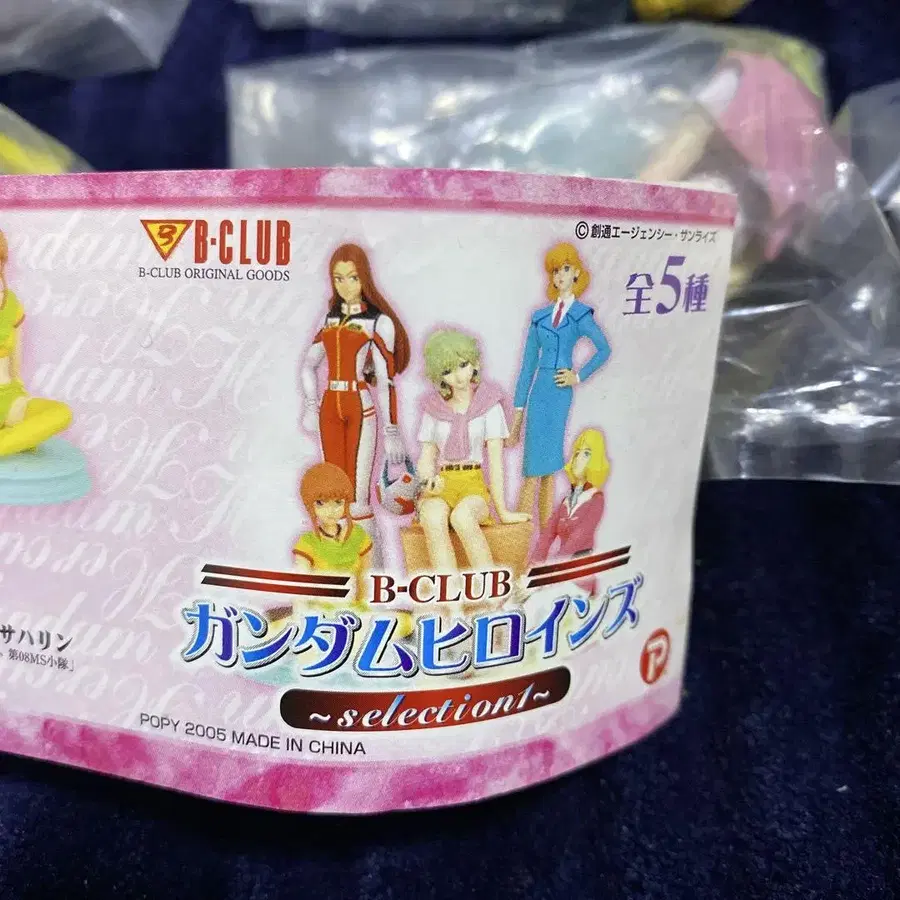 B-CLUB
B-CLUB ORIGINAL GOODS
©創通エージェンシー・サンライズ
全5種
B-CLUB
ガンダムヒロインズ
~selection1~
サハリン
第08MS小隊」
POPY 2005 MADE IN CHINA